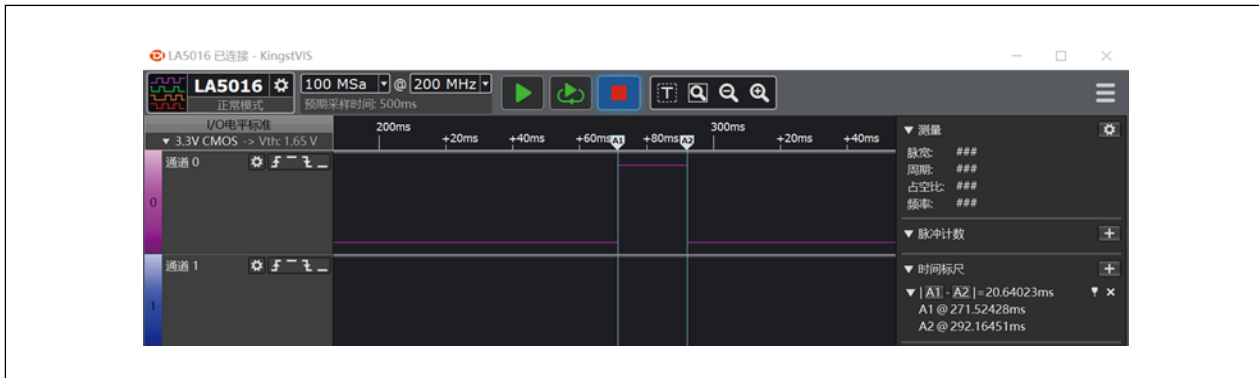 LA5016 已连接 - KingstVIS
LA5016 100 MSa @ 200 MHz
正常模式 预期采样时间: 500ms
I/O电平标准
3.3V CMOS -> Vth: 1.65 V
200ms +20ms +40ms +60ms A1 +80ms A2 300ms +20ms +40ms
通道 0
0
通道 1
1
测量
脉宽: ###
周期: ###
占空比: ###
频率: ###
脉冲计数
时间标尺
|A1 - A2|=20.64023ms
A1 @ 271.52428ms
A2 @ 292.16451ms